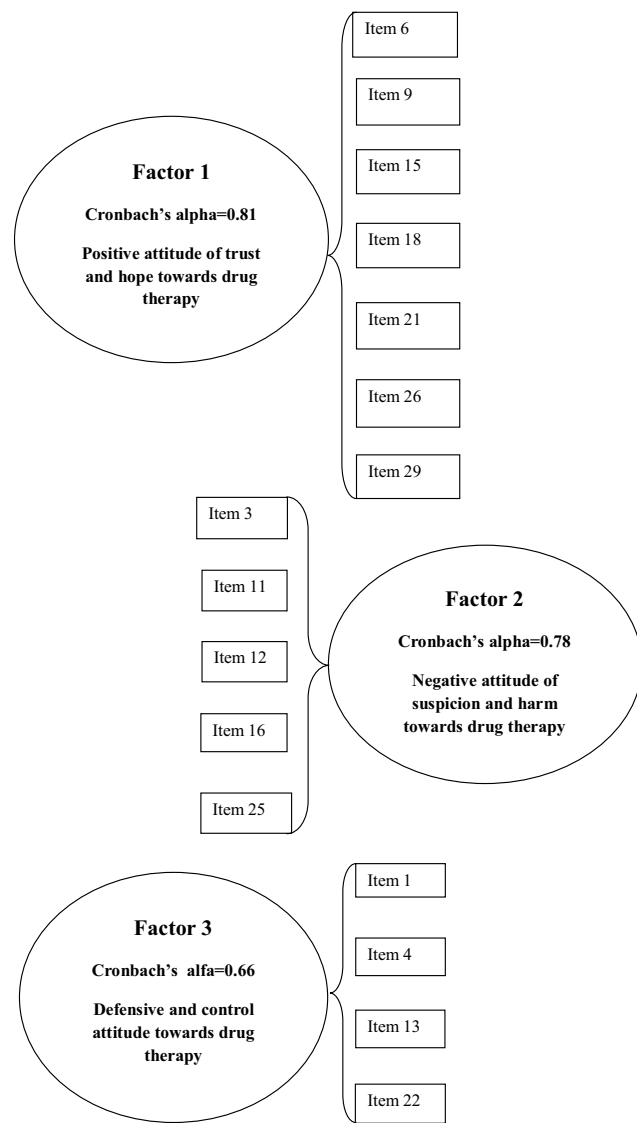 Factor 1
Cronbach’s alpha=0.81
Positive attitude of trust
and hope towards drug
therapy
Item 6
Item 9
Item 15
Item 18
Item 21
Item 26
Item 29
Item 3
Item 11
Item 12
Item 16
Item 25
Factor 2
Cronbach’s alpha=0.78
Negative attitude of
suspicion and harm
towards drug therapy
Factor 3
Cronbach’s alfa=0.66
Defensive and control
attitude towards drug
therapy
Item 1
Item 4
Item 13
Item 22